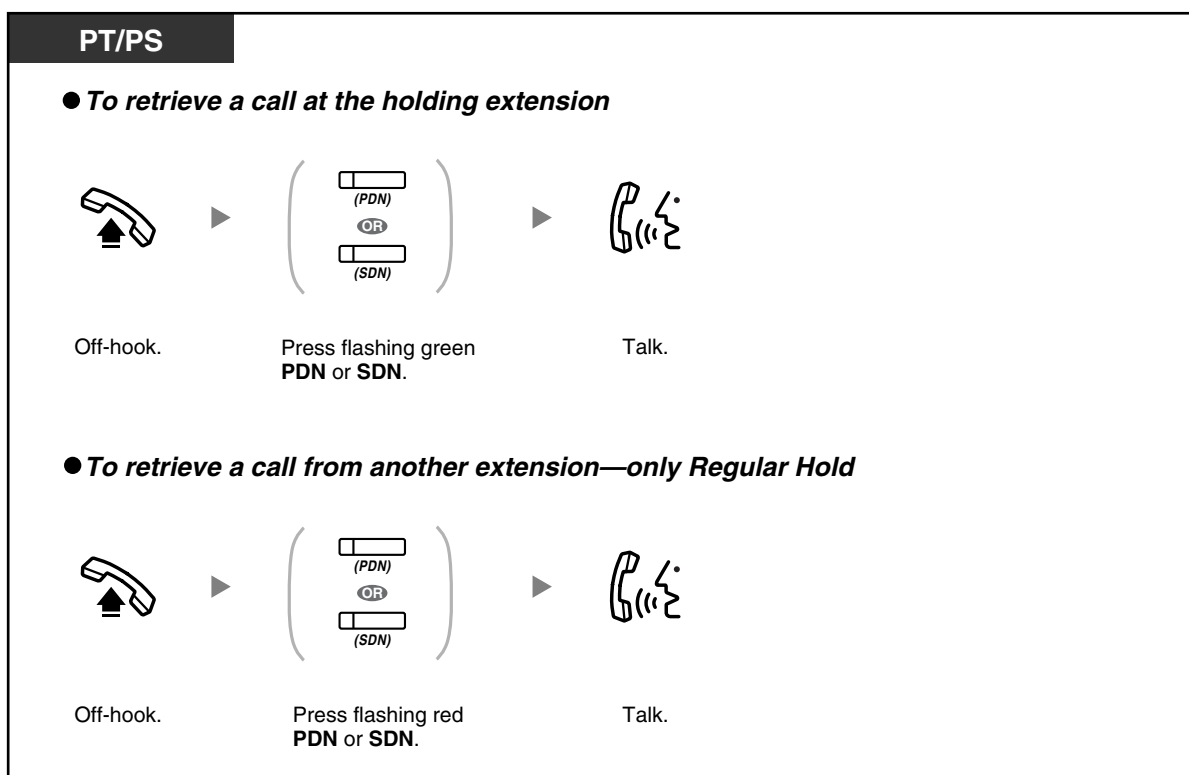 PT/PS
● To retrieve a call at the holding extension
(PDN)
OR
(SDN)
Off-hook.
Press flashing green
PDN or SDN.
Talk.
● To retrieve a call from another extension—only Regular Hold
(PDN)
OR
(SDN)
Off-hook.
Press flashing red
PDN or SDN.
Talk.